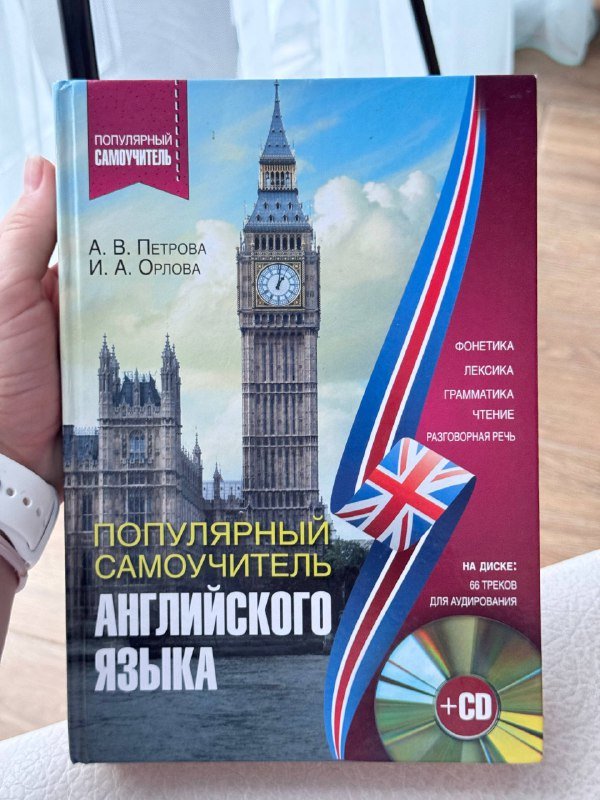 ПОПУЛЯРНЫЙ
САМОУЧИТЕЛЬ
А. В. ПЕТРОВА
И. А. ОРЛОВА
ФОНЕТИКА
ЛЕКСИКА
ГРАММАТИКА
ЧТЕНИЕ
РАЗГОВОРНАЯ РЕЧЬ
ПОПУЛЯРНЫЙ
САМОУЧИТЕЛЬ
АНГЛИЙСКОГО
ЯЗЫКА
НА ДИСКЕ:
66 ТРЕКОВ
ДЛЯ АУДИРОВАНИЯ
+CD